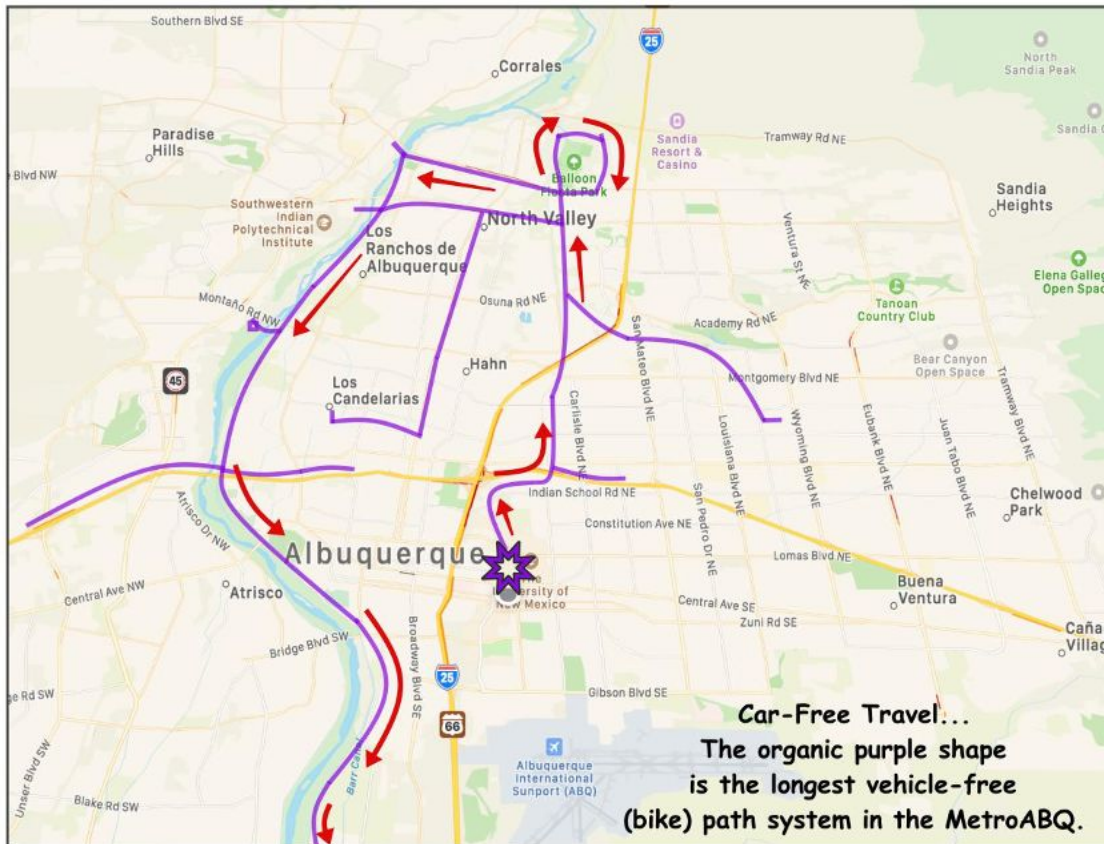 Southern Blvd SE
25
Corrales
North
Sandia Peak
Paradise
Hills
Tramway Rd NE
Sandia
Resort &
Casino
Sandia C
e Blvd NW
Balloon
Fiesta Park
Southwestern
Indian
Polytechnical
Institute
North Valley
Sandia
Heights
Los
Ranchos de
Albuquerque
Ventura St NE
Elena Galleg
Open Spac
Montaño Rd NW
Osuna Rd NE
Tanoan
Country Club
San Mateo Blvd NE
Academy Rd NE
Bear Canyon
Open Space
45
Hahn
Los
Candelarias
Montgomery Blvd NE
Carlisle Blvd NE
Louisiana Blvd NE
Wyoming Blvd NE
Eubank Blvd NE
Juan Tabo Blvd NE
Tramway Blvd NE
Indian School Rd NE
San Pedro Dr NE
Chelwood
Park
Atrisco Dr NW
Constitution Ave NE
Albuquerque
Lomas Blvd NE
The
University of
New Mexico
Central Ave NW
Atrisco
Central Ave SE
Buena
Ventura
Zuni Rd SE
Caña
Villag
Bridge Blvd SW
Broadway Blvd SE
25
ge Rd SW
Gibson Blvd SE
66
Unser Blvd SW
Barr Canal
Albuquerque
International
Sunport (ABQ)
Blake Rd SW
Car-Free Travel...
The organic purple shape
is the longest vehicle-free
(bike) path system in the MetroABQ.